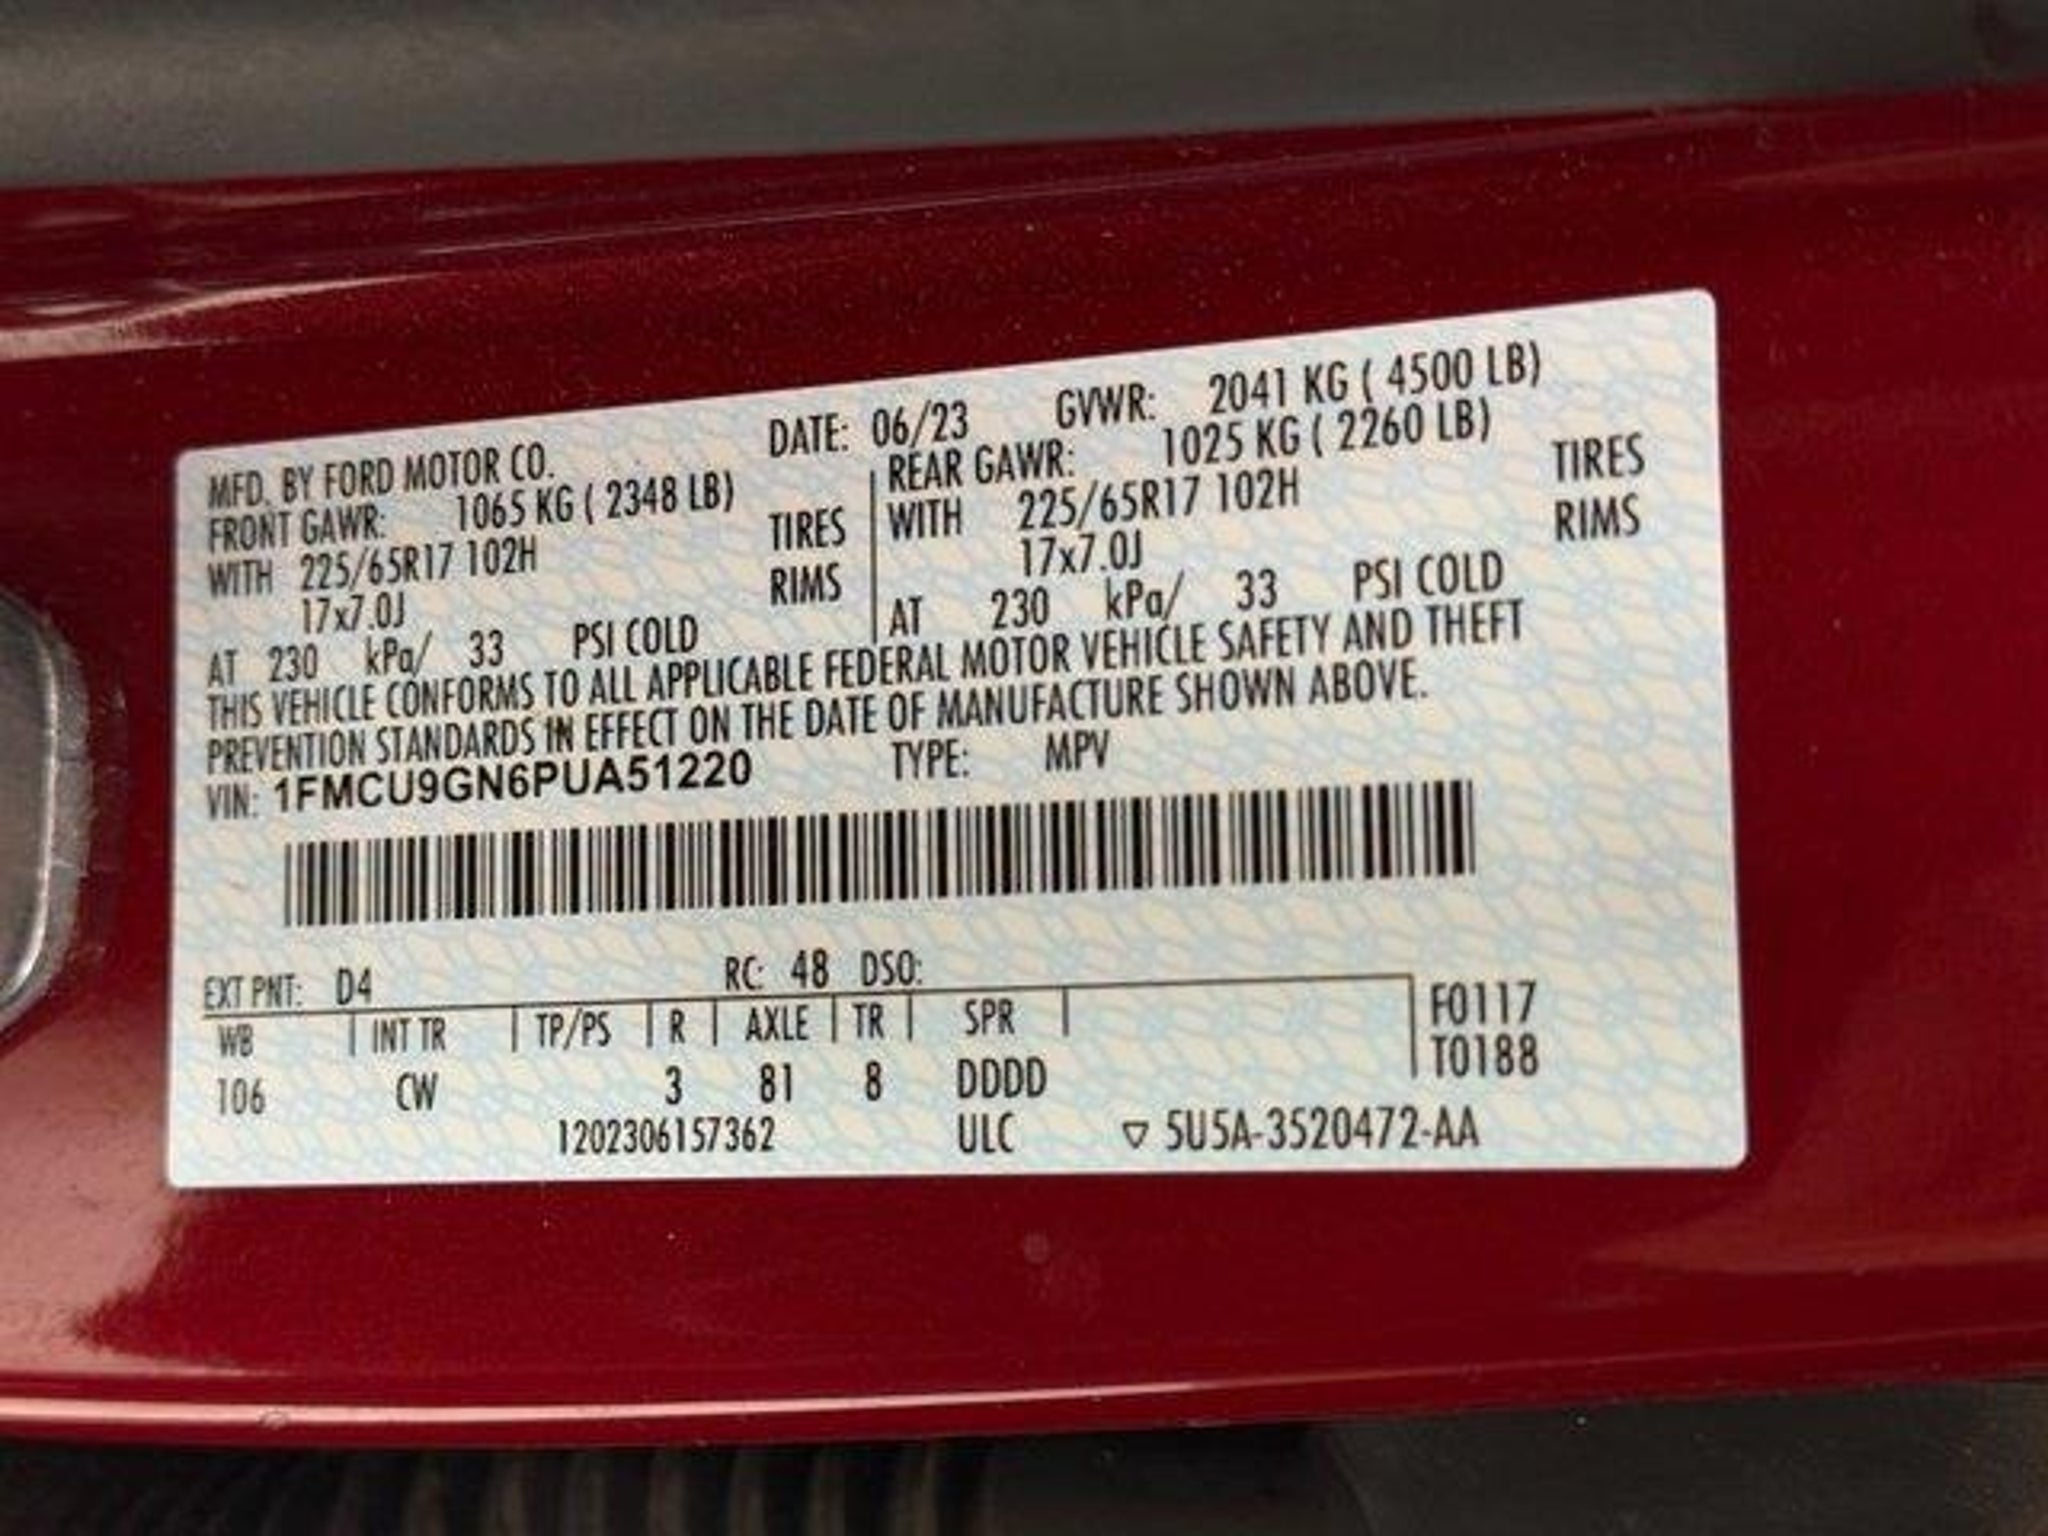 MFD. BY FORD MOTOR CO. DATE: 06/23 GVWR: 2041 KG ( 4500 LB)
FRONT GAWR: 1065 KG ( 2348 LB)
WITH 225/65R17 102H TIRES
17x7.0J RIMS
AT 230 kPa/ 33 PSI COLD
REAR GAWR: 1025 KG ( 2260 LB)
WITH 225/65R17 102H TIRES
17x7.0J RIMS
AT 230 kPa/ 33 PSI COLD
THIS VEHICLE CONFORMS TO ALL APPLICABLE FEDERAL MOTOR VEHICLE SAFETY AND THEFT
PREVENTION STANDARDS IN EFFECT ON THE DATE OF MANUFACTURE SHOWN ABOVE.
VIN: 1FMCU9GN6PUA51220 TYPE: MPV
EXT PNT: D4 RC: 48 DSO:
WB INT TR TP/PS R AXLE TR SPR F0117
T0188
106 CW 3 81 8 DDDD
1202306157362 ULC ▽ 5U5A-3520472-AA